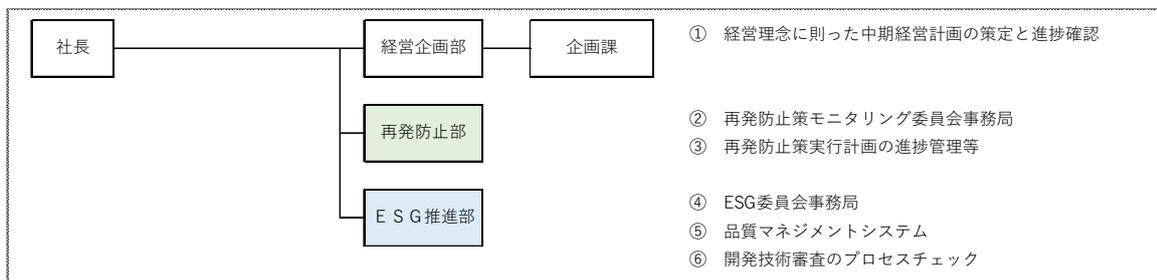 社長
経営企画部
企画課
① 経営理念に則った中期経営計画の策定と進捗確認
再発防止部
② 再発防止策モニタリング委員会事務局
③ 再発防止策実行計画の進捗管理等
ESG推進部
④ ESG委員会事務局
⑤ 品質マネジメントシステム
⑥ 開発技術審査のプロセスチェック